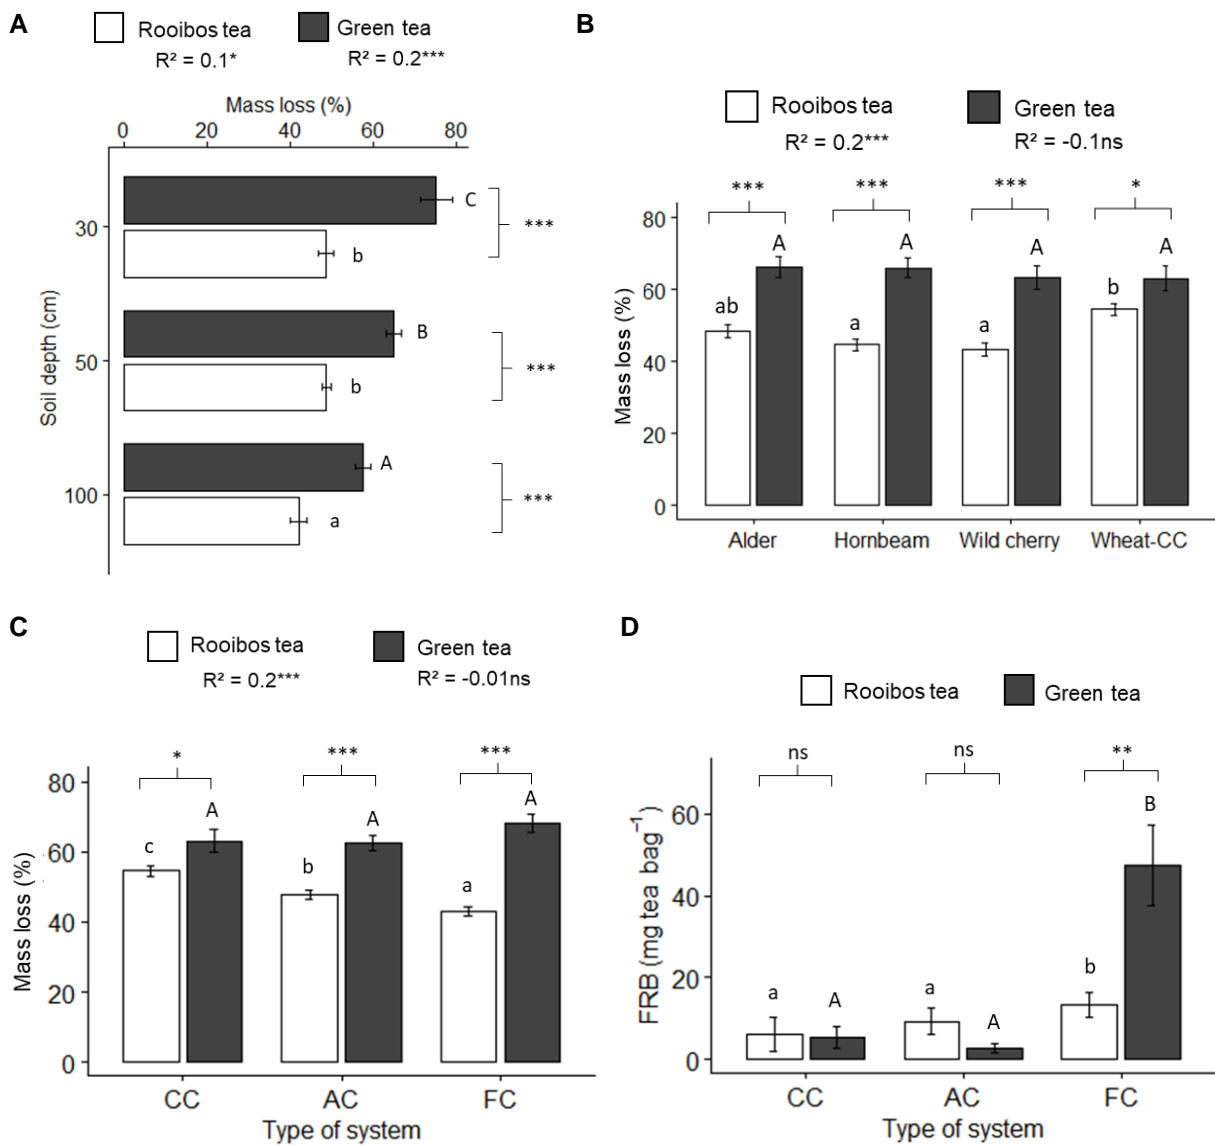 A
Rooibos tea Green tea
R² = 0.1* R² = 0.2***
Mass loss (%)
0 20 40 60 80
Soil depth (cm)
30
C
b
***
50
B
b
***
100
A
a
***
B
Rooibos tea Green tea
R² = 0.2*** R² = -0.1ns
*** *** *** *
Mass loss (%)
80
60
40
20
0
ab A a A a A b A
Alder Hornbeam Wild cherry Wheat-CC
C
Rooibos tea Green tea
R² = 0.2*** R² = -0.01ns
* *** ***
Mass loss (%)
80
60
40
20
0
c A b A a A
CC AC FC
Type of system
D
Rooibos tea Green tea
ns ns **
FRB (mg tea bag⁻¹)
60
40
20
0
a A a A b B
CC AC FC
Type of system